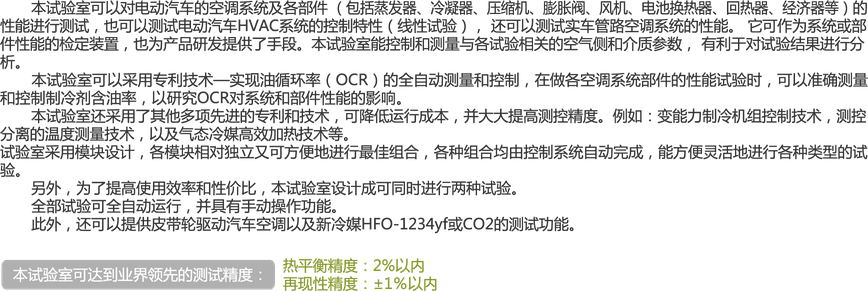 本试验室可以对电动汽车的空调系统及各部件 （包括蒸发器、冷凝器、压缩机、膨胀阀、风机、电池换热器、回热器、经济器等）的
性能进行测试，也可以测试电动汽车HVAC系统的控制特性（线性试验）， 还可以测试实车管路空调系统的性能。 它可作为系统或部
件性能的检定装置，也为产品研发提供了手段。本试验室能控制和测量与各试验相关的空气侧和介质参数， 有利于对试验结果进行分
析。
本试验室可以采用专利技术—实现油循环率（OCR）的全自动测量和控制，在做各空调系统部件的性能试验时，可以准确测量
和控制制冷剂含油率，以研究OCR对系统和部件性能的影响。
本试验室还采用了其他多项先进的专利和技术，可降低运行成本，并大大提高测控精度。例如：变能力制冷机组控制技术，测控
分离的温度测量技术，以及气态冷媒高效加热技术等。
试验室采用模块设计，各模块相对独立又可方便地进行最佳组合，各种组合均由控制系统自动完成，能方便灵活地进行各种类型的试
验。
另外，为了提高使用效率和性价比，本试验室设计成可同时进行两种试验。
全部试验可全自动运行，并具有手动操作功能。
此外，还可以提供皮带轮驱动汽车空调以及新冷媒HFO-1234yf或CO2的测试功能。
本试验室可达到业界领先的测试精度：
热平衡精度：2%以内
再现性精度：±1%以内